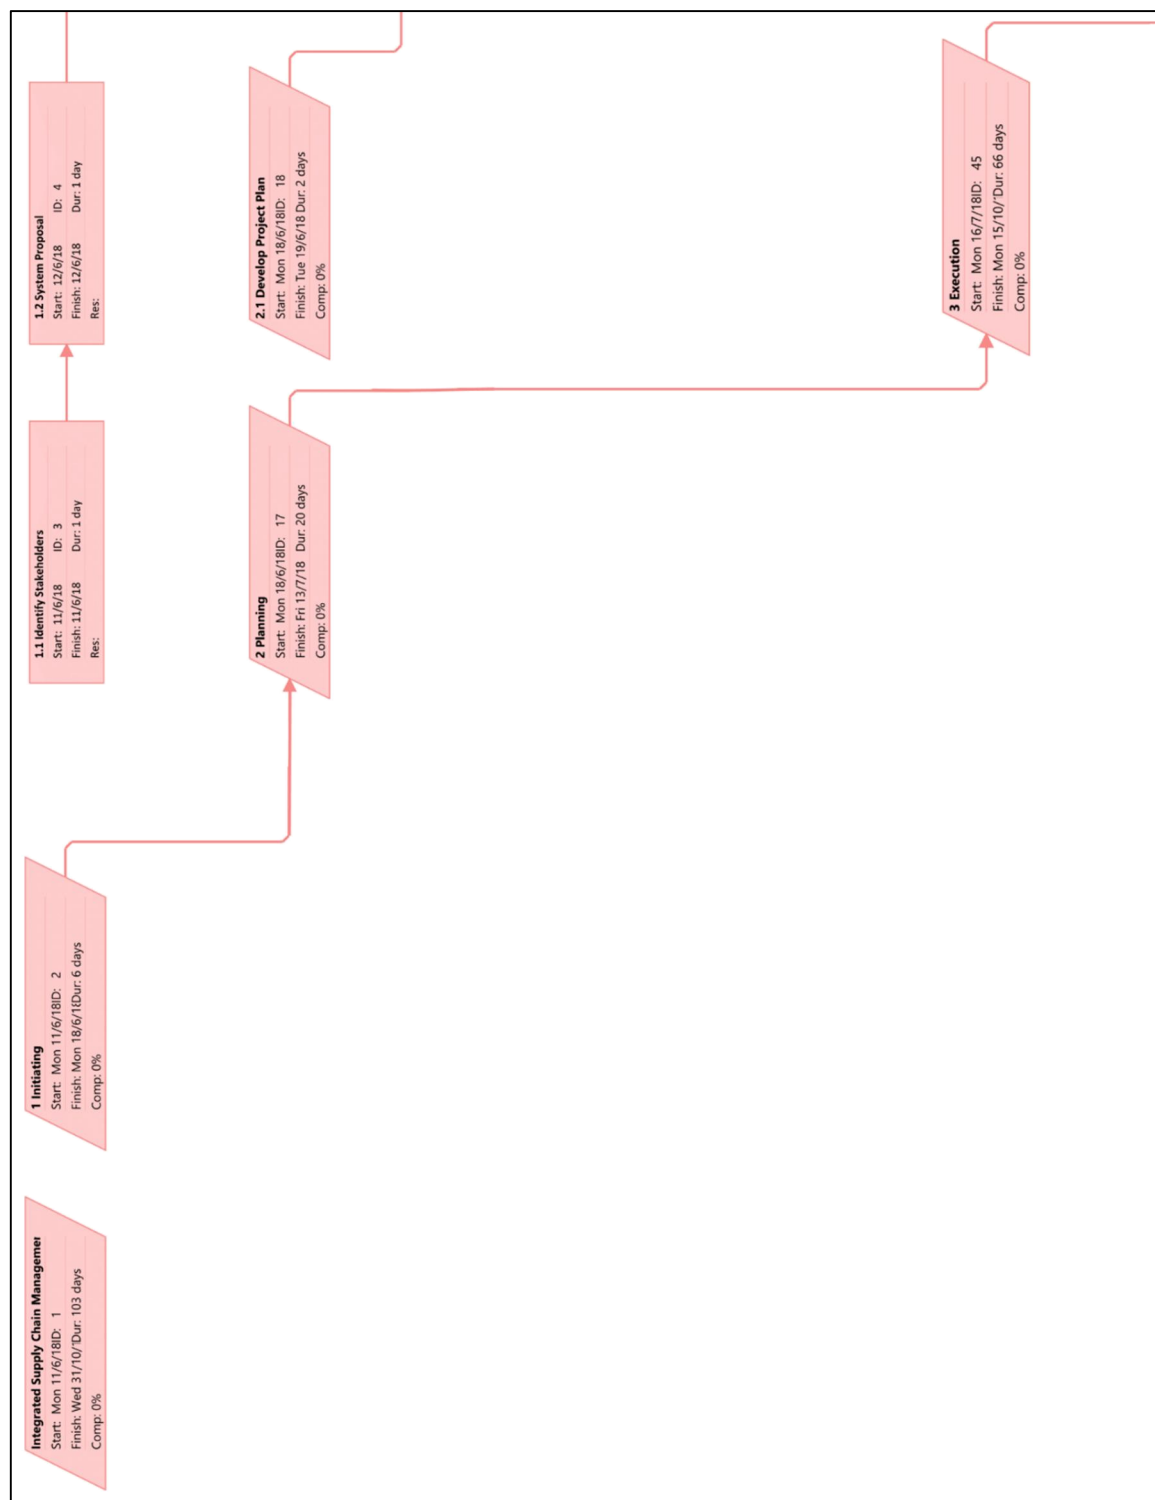 Integrated Supply Chain Managemer
Start: Mon 11/6/18ID: 1
Finish: Wed 31/10/'Dur: 103 days
Comp: 0%
1 Initiating
Start: Mon 11/6/18ID: 2
Finish: Mon 18/6/18Dur: 6 days
Comp: 0%
1.1 Identify Stakeholders
Start: 11/6/18 ID: 3
Finish: 11/6/18 Dur: 1 day
Res:
1.2 System Proposal
Start: 12/6/18 ID: 4
Finish: 12/6/18 Dur: 1 day
Res:
2 Planning
Start: Mon 18/6/18ID: 17
Finish: Fri 13/7/18 Dur: 20 days
Comp: 0%
2.1 Develop Project Plan
Start: Mon 18/6/18ID: 18
Finish: Tue 19/6/18 Dur: 2 days
Comp: 0%
3 Execution
Start: Mon 16/7/18ID: 45
Finish: Mon 15/10/'Dur: 66 days
Comp: 0%